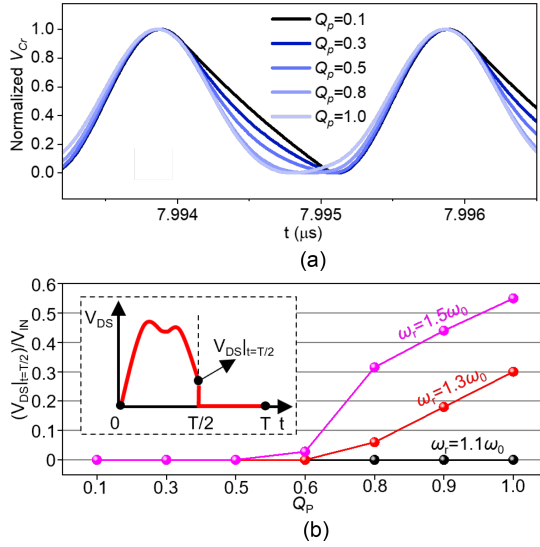 Normalized V_Cr
1.0
0.8
0.6
0.4
0.2
0.0
Q_p=0.1
Q_p=0.3
Q_p=0.5
Q_p=0.8
Q_p=1.0
7.994 7.995 7.996
t (μs)
(a)
(V_DS|_t=T/2)/V_IN
0.6
0.5
0.4
0.3
0.2
0.1
0
V_DS
V_DS|_t=T/2
0 T/2 T t
ω_r=1.5ω_0
ω_r=1.3ω_0
ω_r=1.1ω_0
0.1 0.3 0.5 0.6 0.8 0.9 1.0
Q_P
(b)